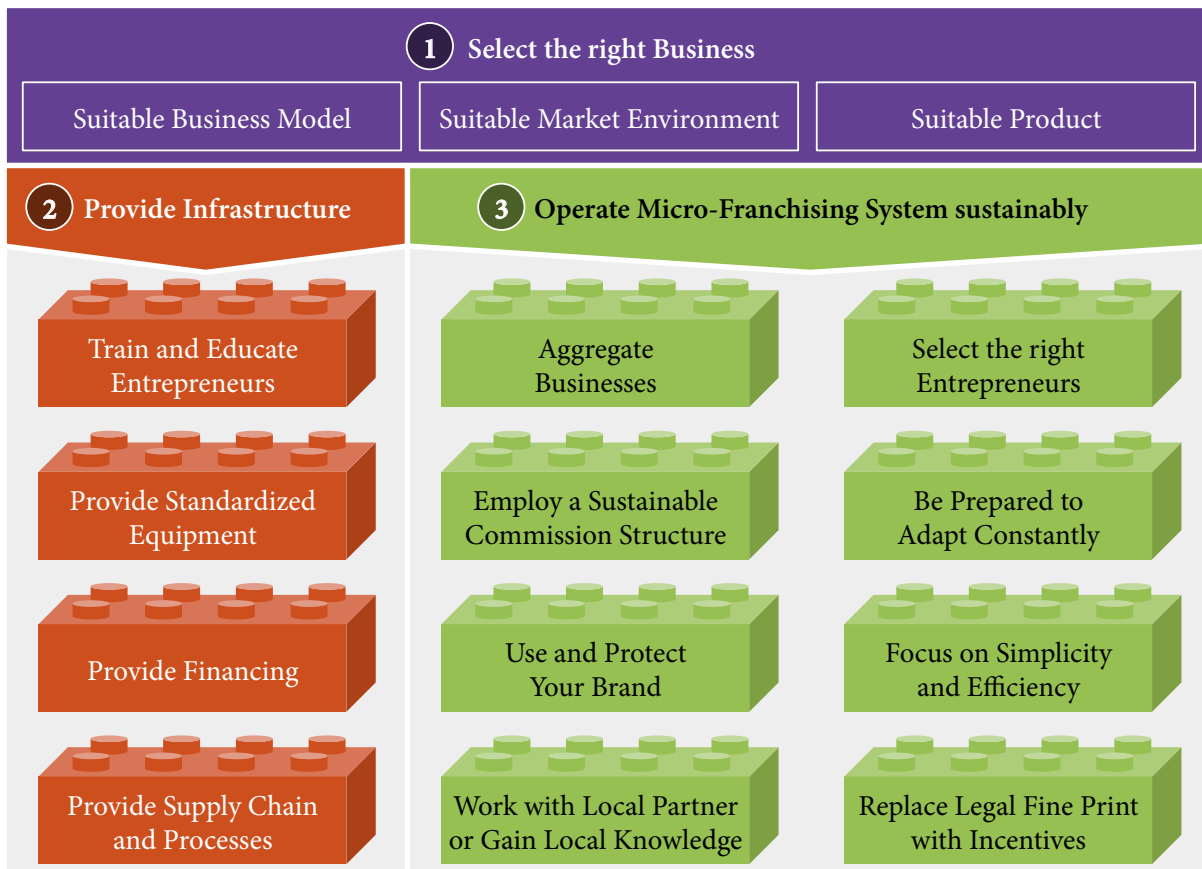 1 Select the right Business
Suitable Business Model
Suitable Market Environment
Suitable Product
2 Provide Infrastructure
Train and Educate
Entrepreneurs
Provide Standardized
Equipment
Provide Financing
Provide Supply Chain
and Processes
3 Operate Micro-Franchising System sustainably
Aggregate
Businesses
Employ a Sustainable
Commission Structure
Use and Protect
Your Brand
Work with Local Partner
or Gain Local Knowledge
Select the right
Entrepreneurs
Be Prepared to
Adapt Constantly
Focus on Simplicity
and Efficiency
Replace Legal Fine Print
with Incentives